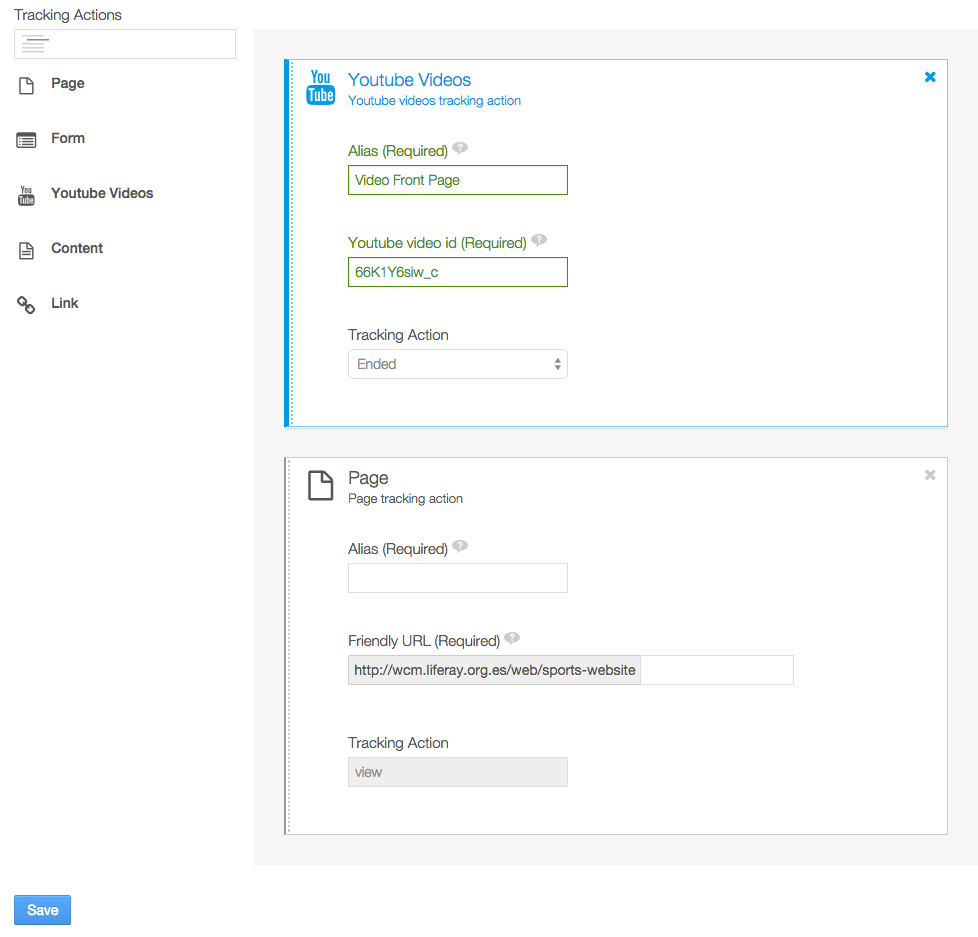 Tracking Actions
Page
Form
You
Tube
Youtube Videos
Content
Link
You
Tube
Youtube Videos
Youtube videos tracking action
Alias (Required) ?
Video Front Page
Youtube video id (Required) ?
66K1Y6siw_c
Tracking Action
Ended
Page
Page tracking action
Alias (Required) ?
Friendly URL (Required) ?
http://wcm.liferay.org.es/web/sports-website
Tracking Action
view
Save